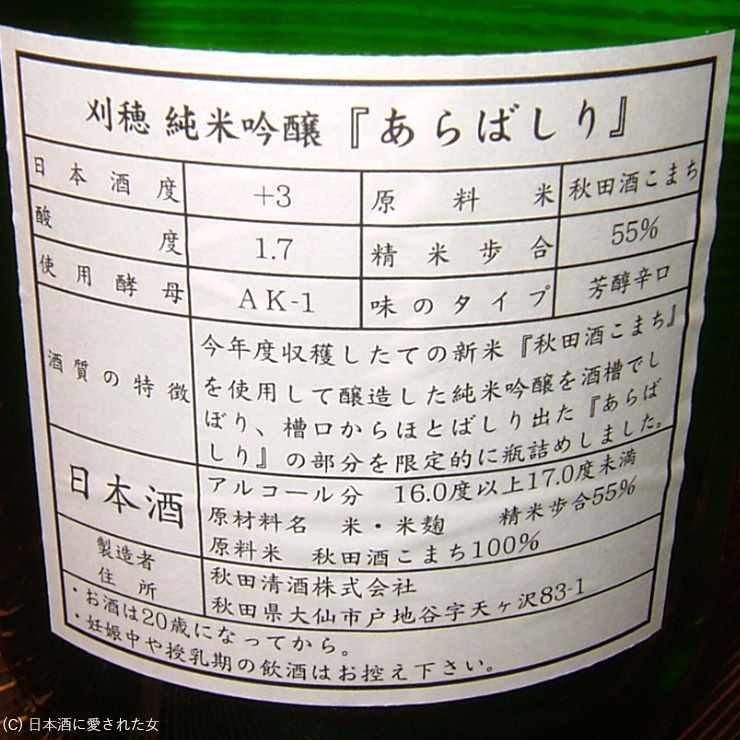 刈穂 純米吟醸『あらばしり』
日本酒度 +3 原料米 秋田酒こまち
酸度 1.7 精米歩合 55%
使用酵母 AK-1 味のタイプ 芳醇辛口
酒質の特徴
今年度収穫したての新米『秋田酒こまち』
を使用して醸造した純米吟醸を酒槽でし
ぼり、槽口からほとばしり出た『あらば
しり』の部分を限定的に瓶詰めしました。
日本酒
アルコール分 16.0度以上17.0度未満
原材料名 米・米麹 精米歩合55%
原料米 秋田酒こまち100%
製造者
住所
秋田清酒株式会社
秋田県大仙市戸地谷字天ヶ沢83-1
・お酒は20歳になってから。
・妊娠中や授乳期の飲酒はお控え下さい。
(C) 日本酒に愛された女